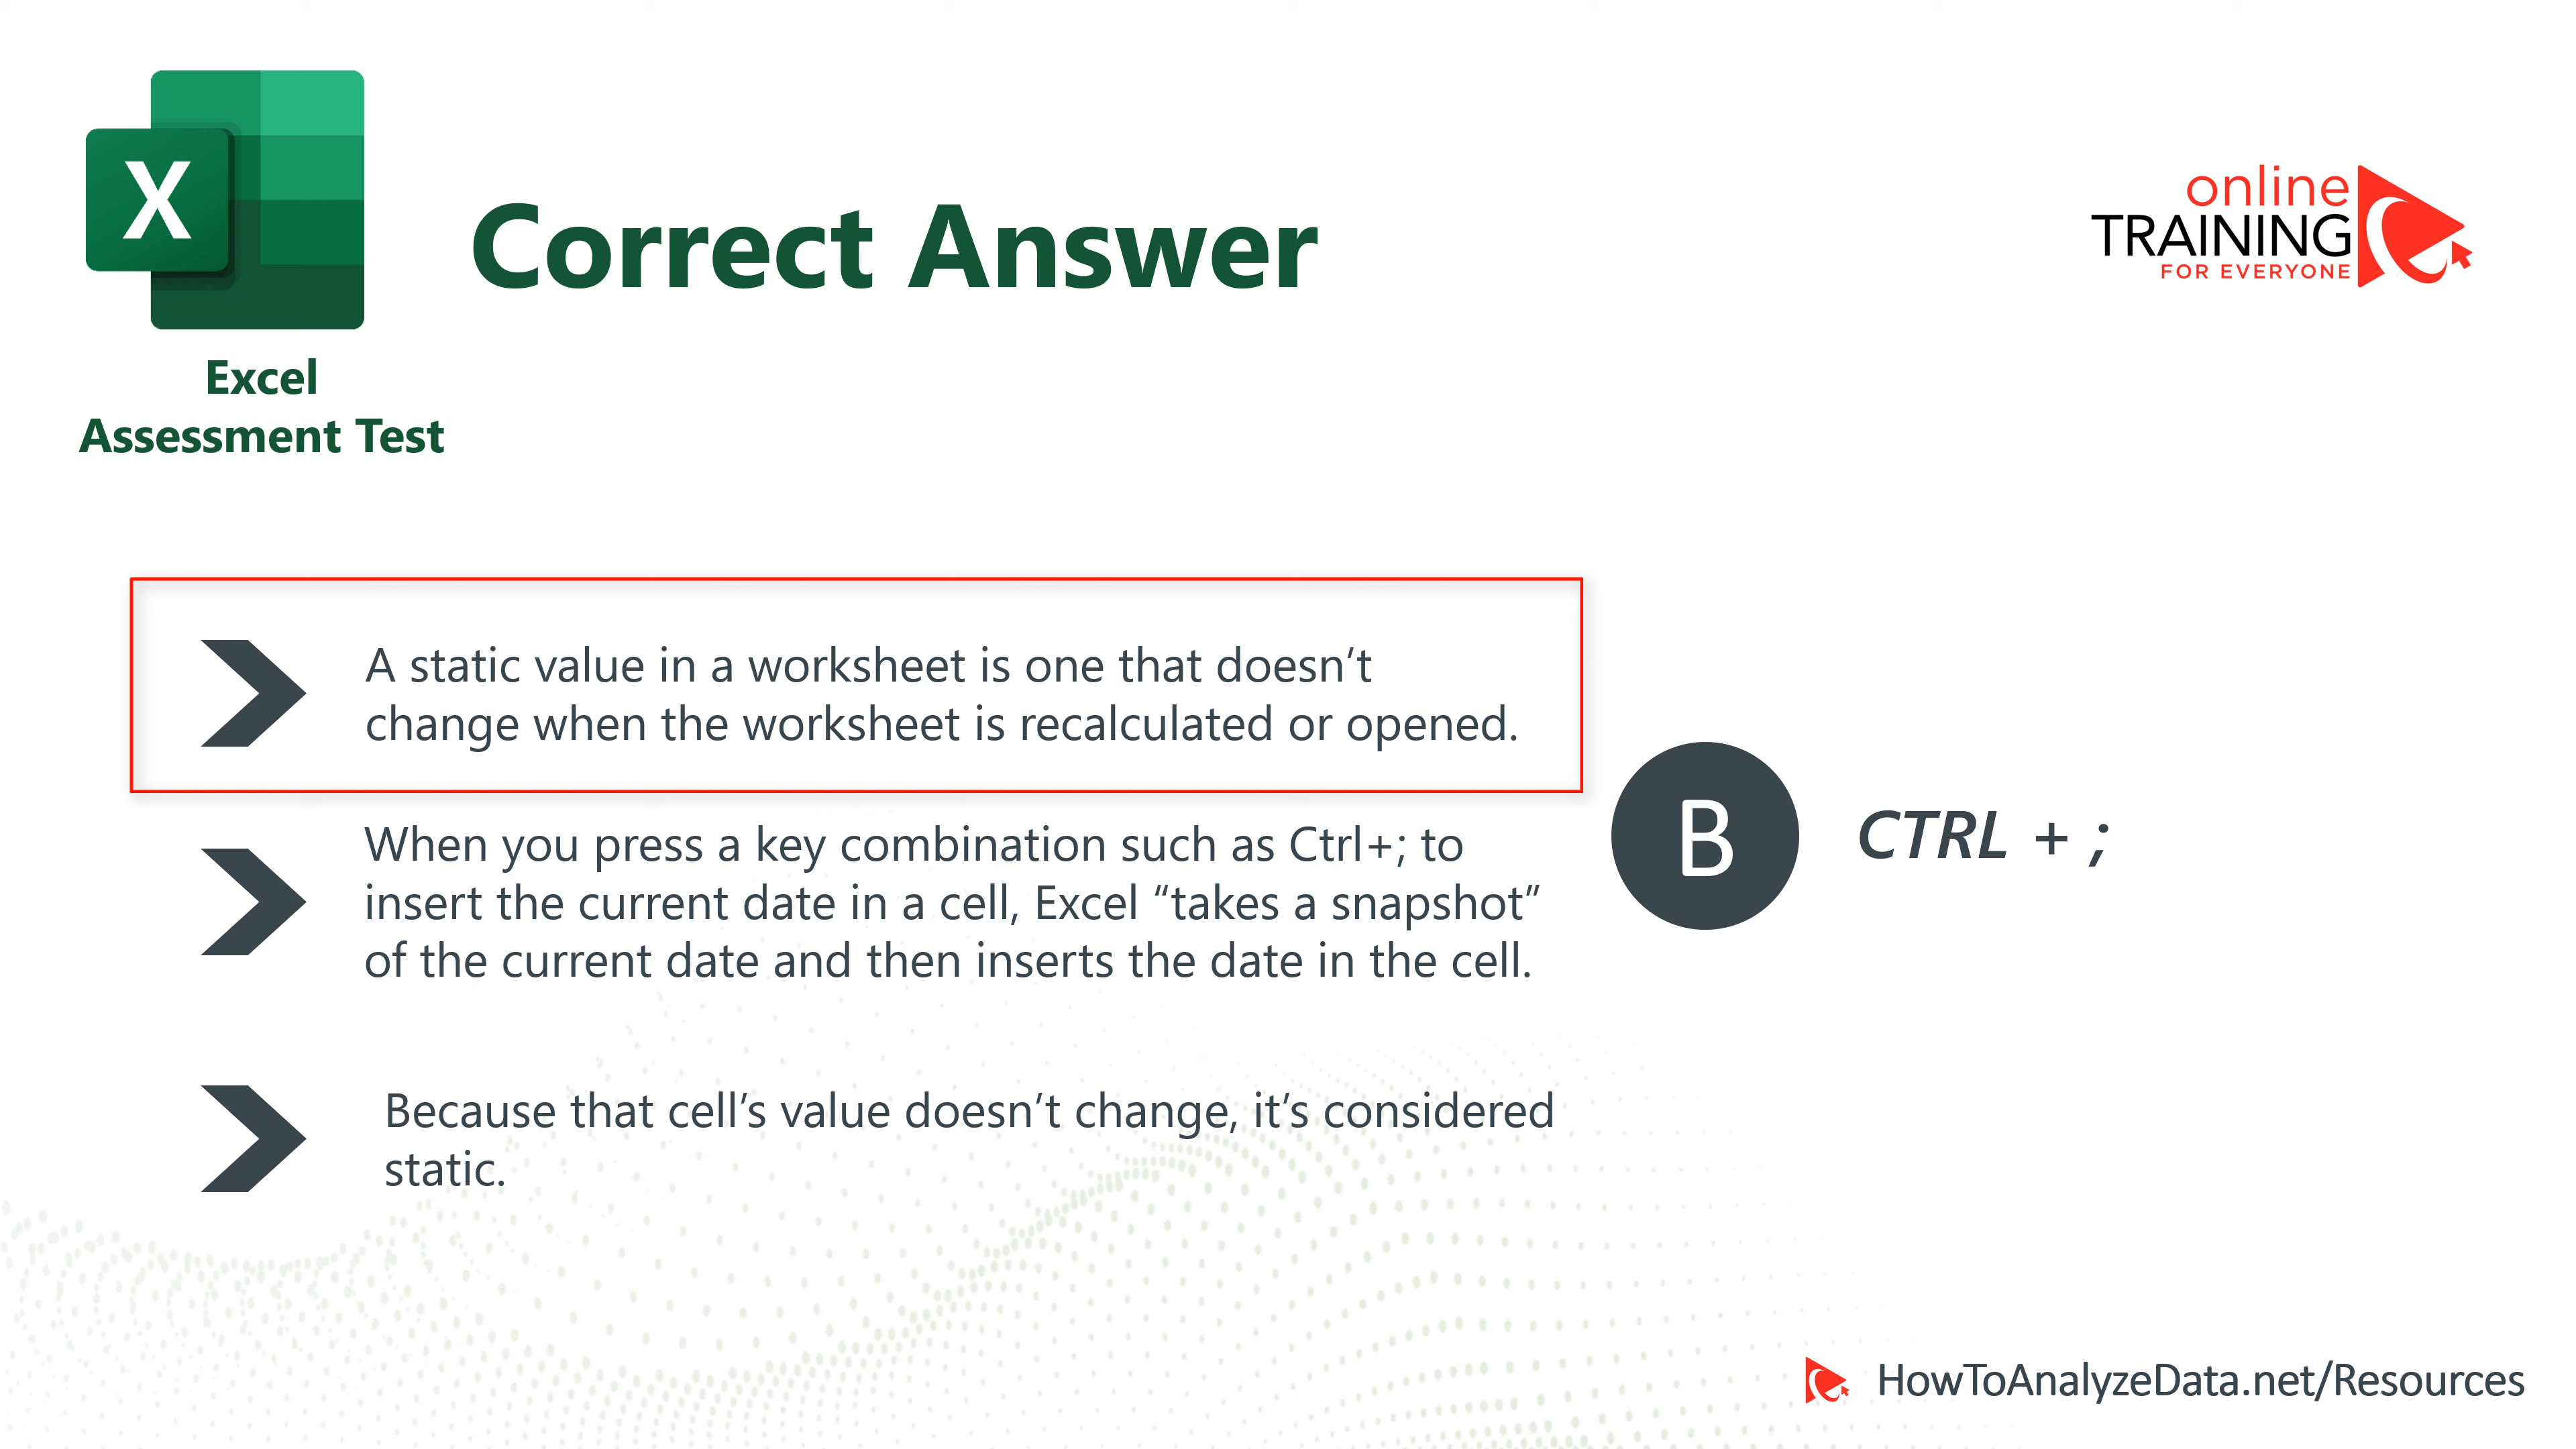 X
Correct Answer
online
TRAINING
FOR EVERYONE
Excel
Assessment Test
A static value in a worksheet is one that doesn’t
change when the worksheet is recalculated or opened.
When you press a key combination such as Ctrl+; to
insert the current date in a cell, Excel “takes a snapshot”
of the current date and then inserts the date in the cell.
Because that cell’s value doesn’t change, it’s considered
static.
B
CTRL + ;
HowToAnalyzeData.net/Resources